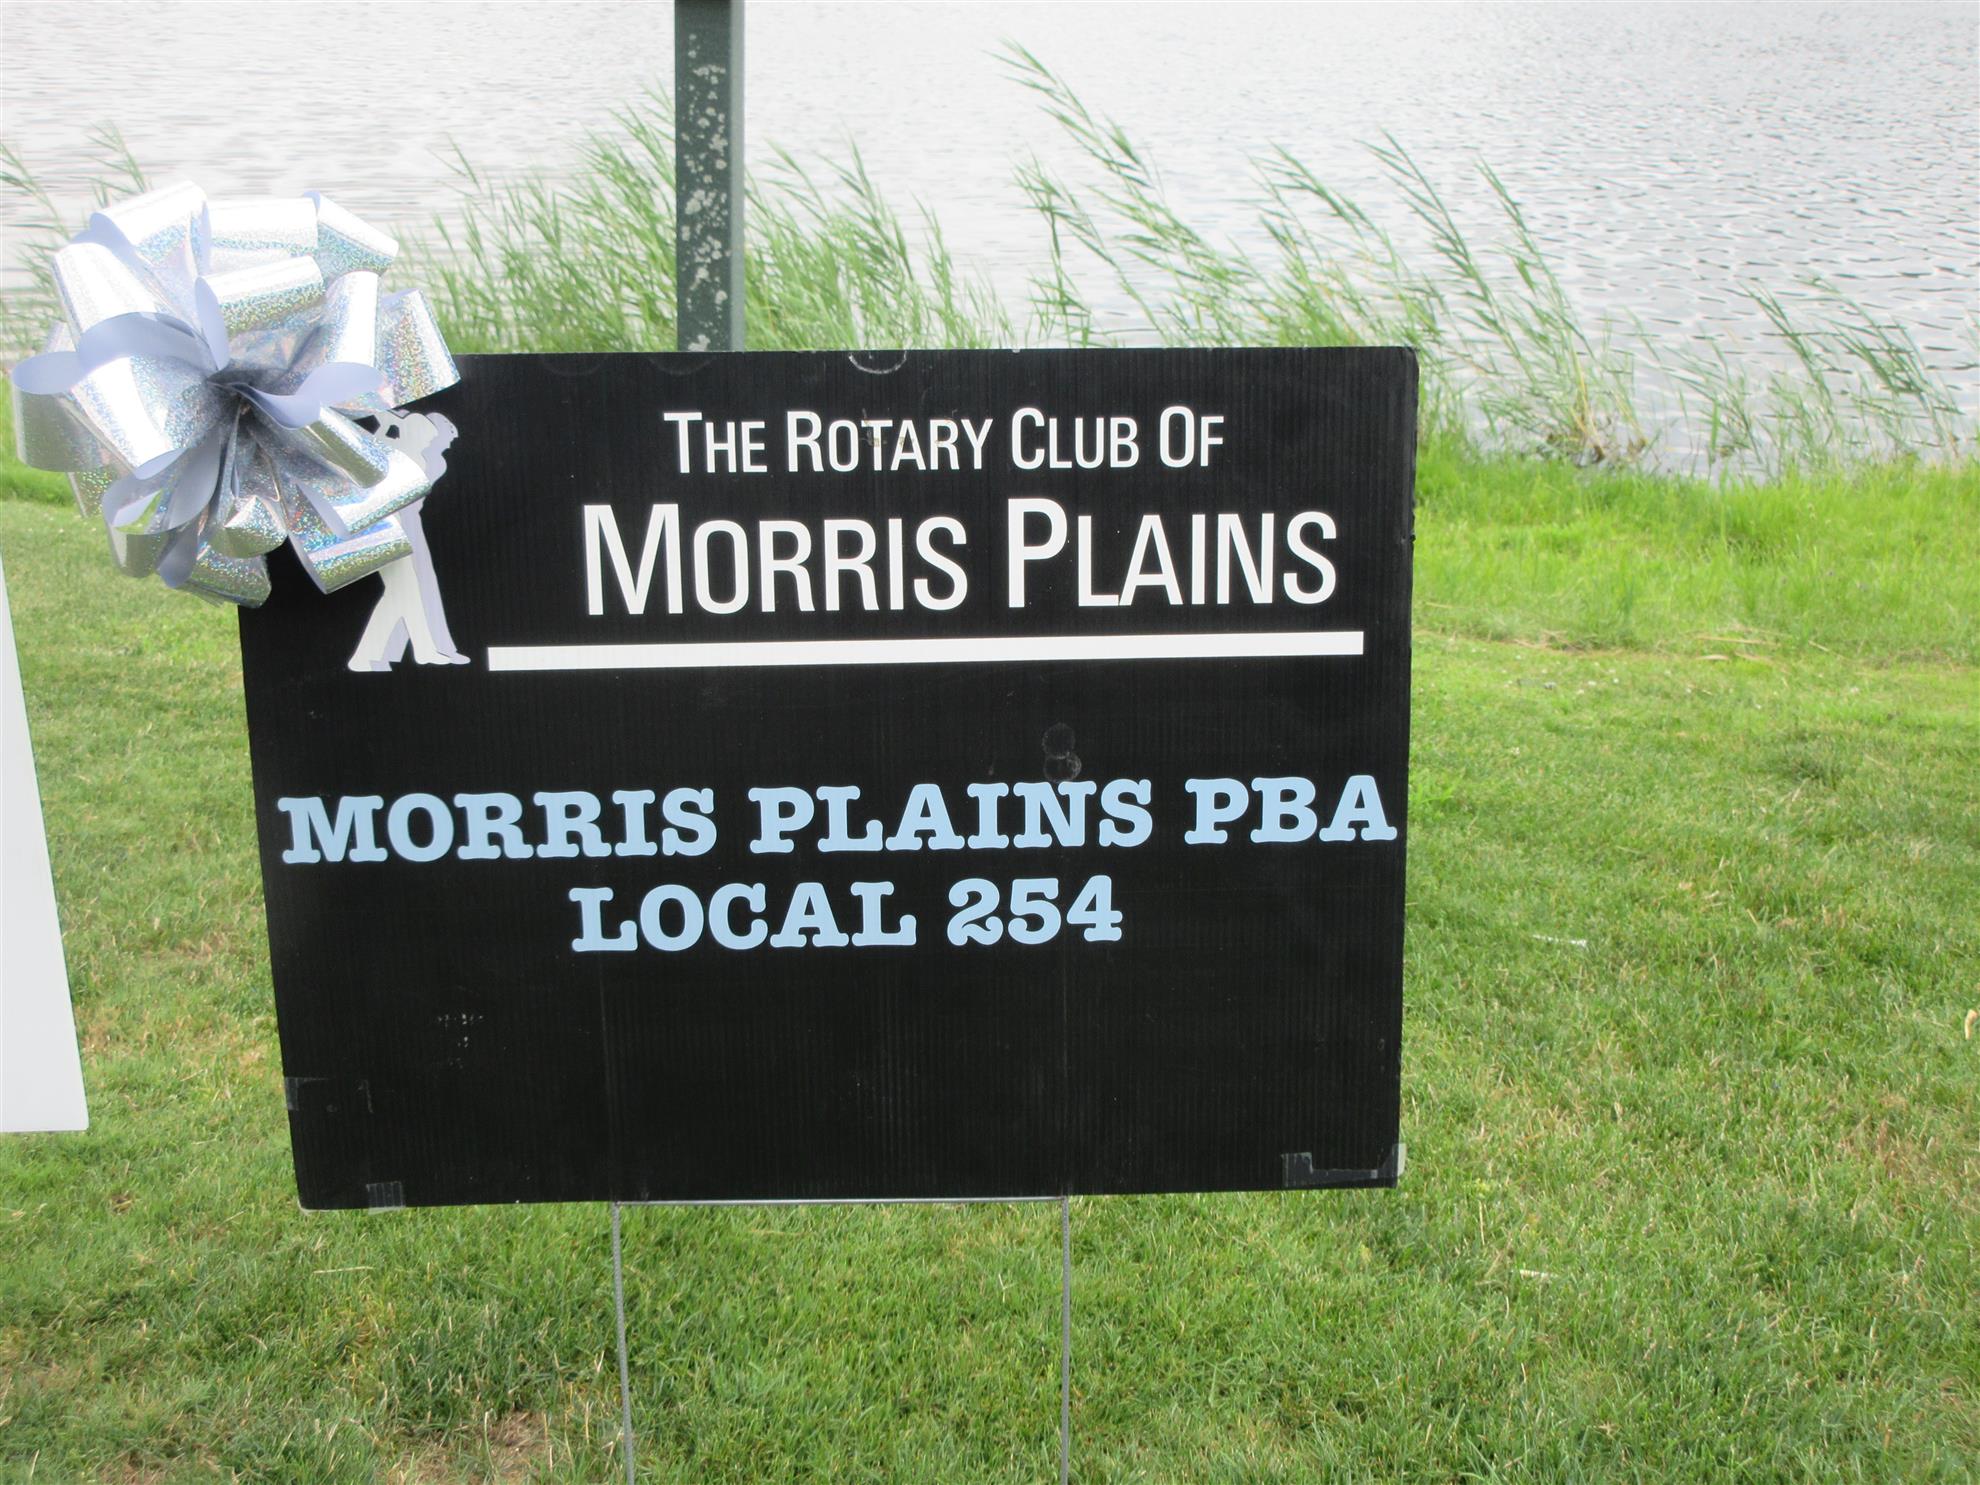 THE ROTARY CLUB OF
MORRIS PLAINS
MORRIS PLAINS PBA
LOCAL 254